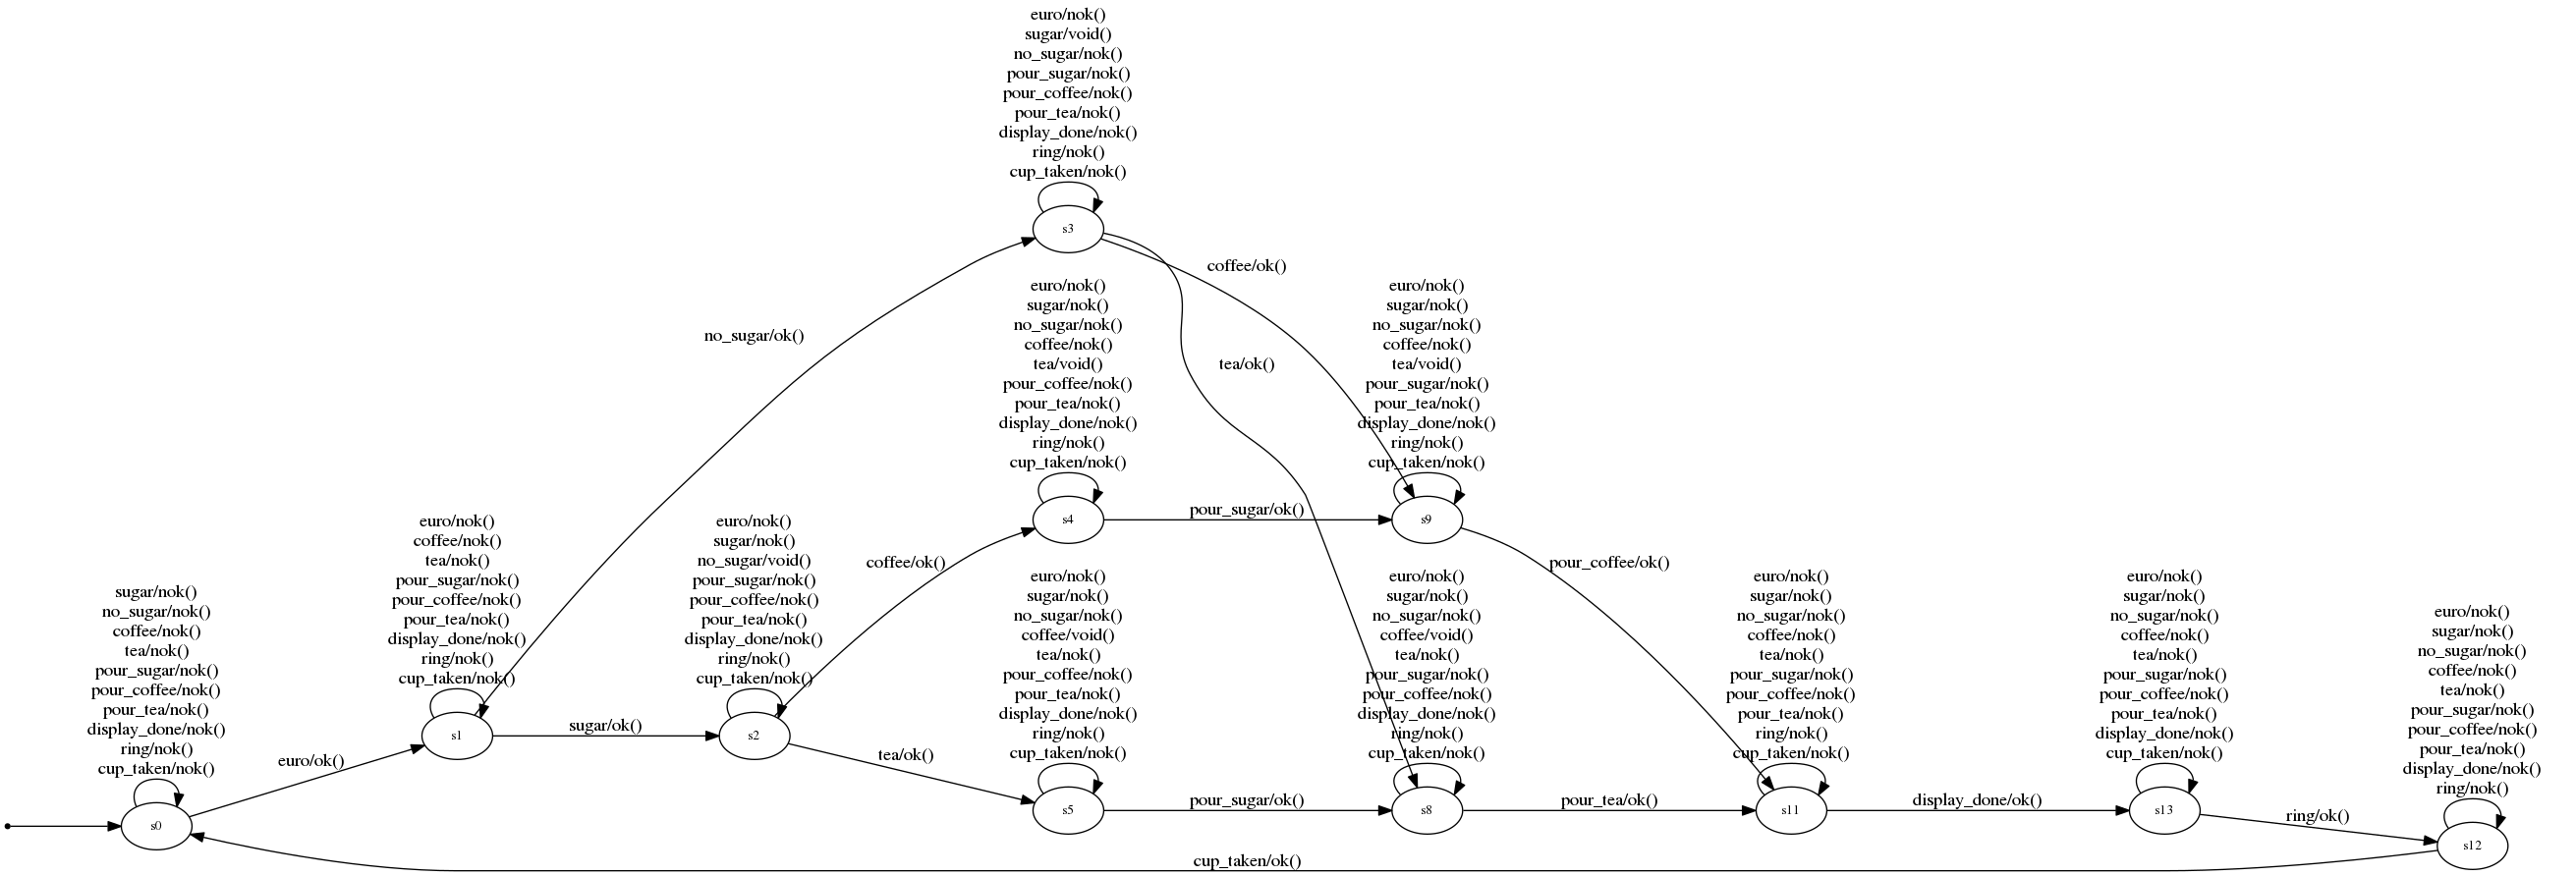 euro/nok()
sugar/void()
no_sugar/nok()
pour_sugar/nok()
pour_coffee/nok()
pour_tea/nok()
display_done/nok()
ring/nok()
cup_taken/nok()
s3
no_sugar/ok()
coffee/ok()
tea/ok()
euro/nok()
sugar/nok()
no_sugar/nok()
coffee/nok()
tea/void()
pour_coffee/nok()
pour_tea/nok()
display_done/nok()
ring/nok()
cup_taken/nok()
s4
pour_sugar/ok()
euro/nok()
sugar/nok()
no_sugar/nok()
coffee/nok()
tea/void()
pour_sugar/nok()
pour_tea/nok()
display_done/nok()
ring/nok()
cup_taken/nok()
s9
pour_coffee/ok()
sugar/nok()
no_sugar/nok()
coffee/nok()
tea/nok()
pour_sugar/nok()
pour_coffee/nok()
pour_tea/nok()
display_done/nok()
ring/nok()
cup_taken/nok()
s0
euro/ok()
euro/nok()
coffee/nok()
tea/nok()
pour_sugar/nok()
pour_coffee/nok()
pour_tea/nok()
display_done/nok()
ring/nok()
cup_taken/nok()
s1
sugar/ok()
euro/nok()
sugar/nok()
no_sugar/void()
pour_sugar/nok()
pour_coffee/nok()
pour_tea/nok()
display_done/nok()
ring/nok()
cup_taken/nok()
s2
coffee/ok()
tea/ok()
euro/nok()
sugar/nok()
no_sugar/nok()
coffee/void()
tea/nok()
pour_coffee/nok()
pour_tea/nok()
display_done/nok()
ring/nok()
cup_taken/nok()
s5
pour_sugar/ok()
euro/nok()
sugar/nok()
no_sugar/nok()
coffee/void()
tea/nok()
pour_sugar/nok()
pour_coffee/nok()
display_done/nok()
ring/nok()
cup_taken/nok()
s8
pour_tea/ok()
euro/nok()
sugar/nok()
no_sugar/nok()
coffee/nok()
tea/nok()
pour_sugar/nok()
pour_coffee/nok()
pour_tea/nok()
ring/nok()
cup_taken/nok()
s11
display_done/ok()
euro/nok()
sugar/nok()
no_sugar/nok()
coffee/nok()
tea/nok()
pour_sugar/nok()
pour_coffee/nok()
pour_tea/nok()
display_done/nok()
cup_taken/nok()
s13
ring/ok()
euro/nok()
sugar/nok()
no_sugar/nok()
coffee/nok()
tea/nok()
pour_sugar/nok()
pour_coffee/nok()
pour_tea/nok()
display_done/nok()
ring/nok()
s12
cup_taken/ok()